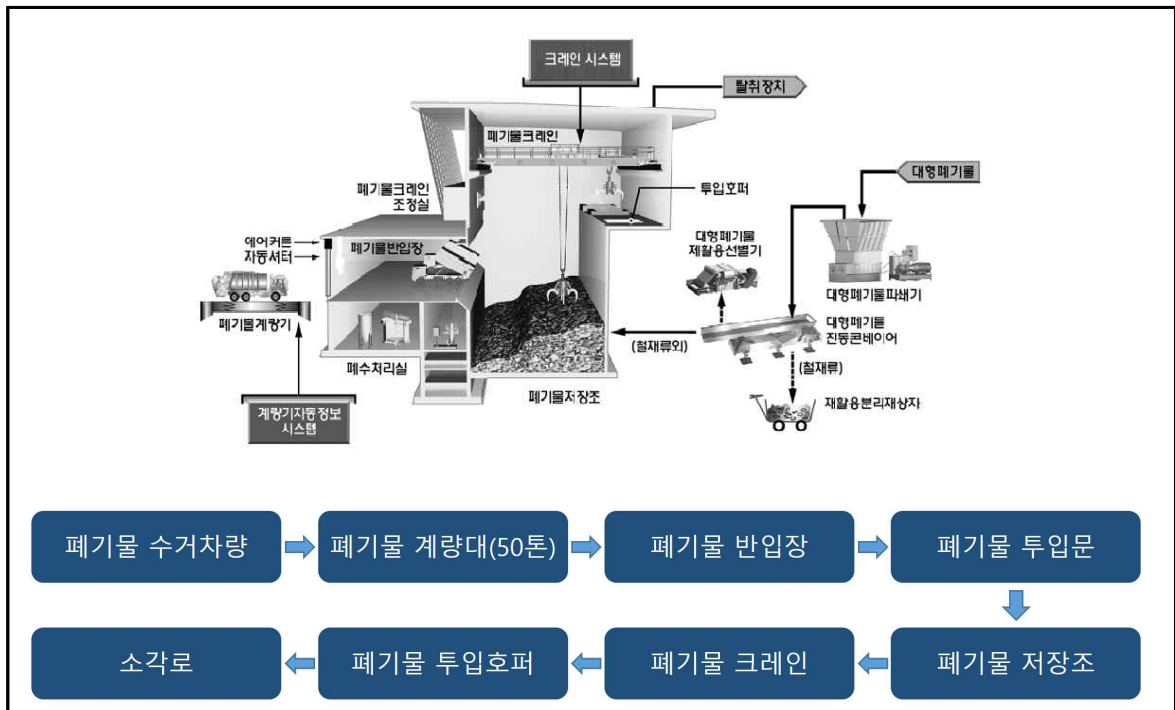 크레인 시스템
탈취장치
폐기물크레인
대형폐기물
폐기물크레인
조정실
투입호퍼
에어커튼
자동셔터
폐기물반입장
대형폐기물
재활용선별기
대형폐기물파쇄기
폐기물계량기
대형폐기물
진동콘베이어
(철재류외)
(철재류)
폐수처리실
폐기물저장조
재활용분리재상자
계량기자동정보
시스템
폐기물 수거차량
폐기물 계량대(50톤)
폐기물 반입장
폐기물 투입문
소각로
폐기물 투입호퍼
폐기물 크레인
폐기물 저장조